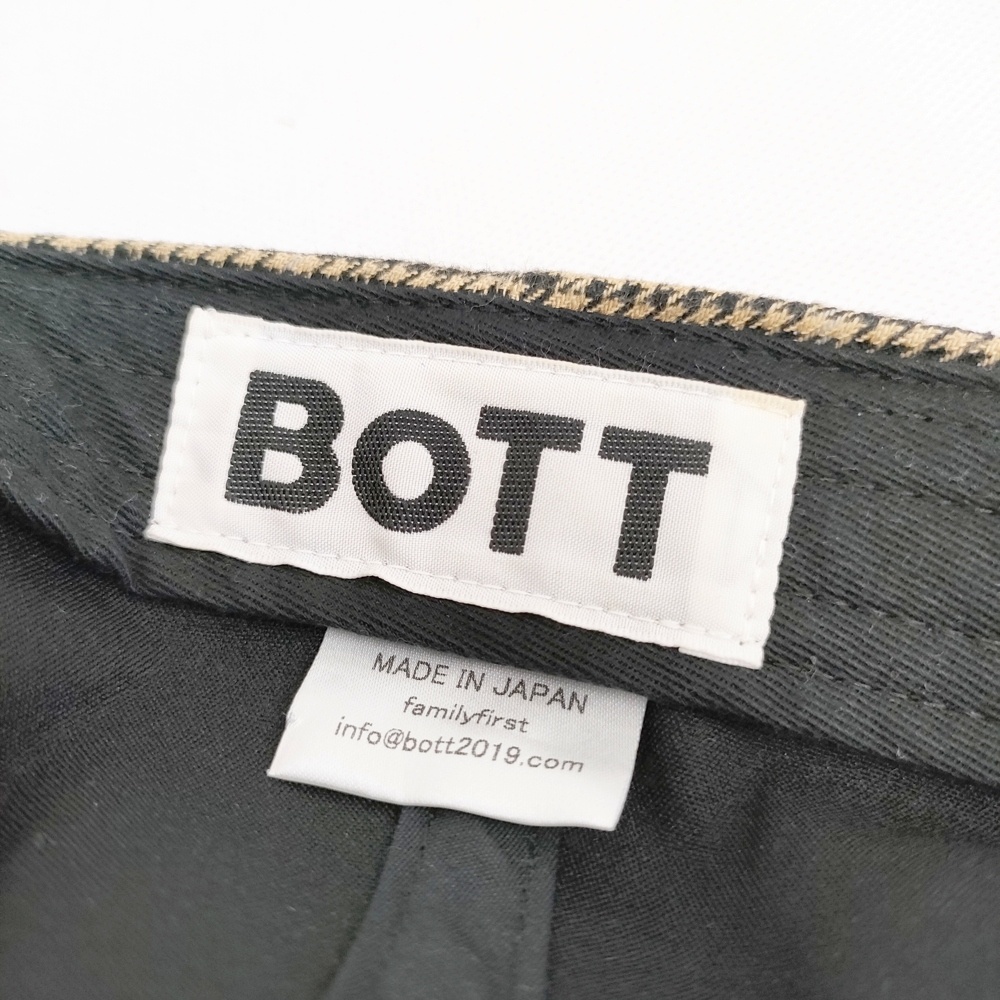 BoTT
MADE IN JAPAN
familyfirst
info@bott2019.com